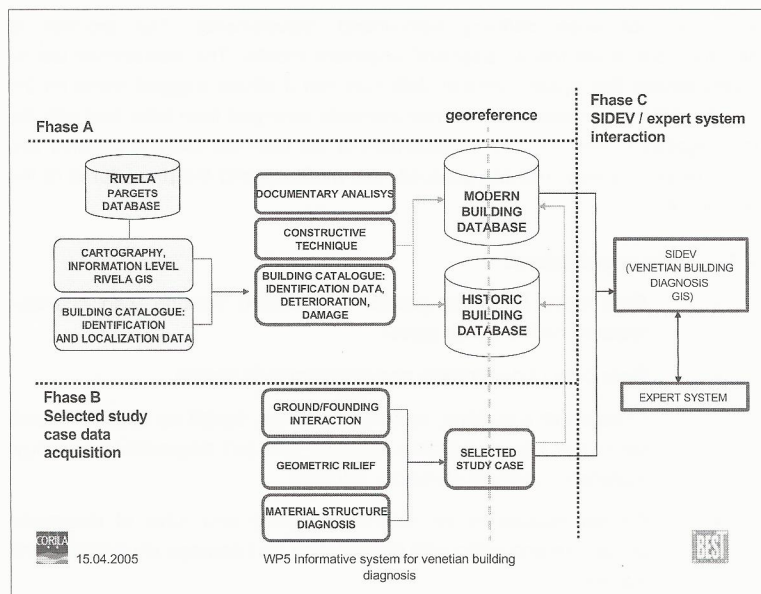 Fhase A
georeference
Fhase C
SIDEV / expert system
interaction
RIVELA
PARGETS
DATABASE
CARTOGRAPHY,
INFORMATION LEVEL
RIVELA GIS
BUILDING CATALOGUE:
IDENTIFICATION
AND LOCALIZATION DATA
DOCUMENTARY ANALISYS
CONSTRUCTIVE
TECHNIQUE
BUILDING CATALOGUE:
IDENTIFICATION DATA,
DETERIORATION,
DAMAGE
MODERN
BUILDING
DATABASE
HISTORIC
BUILDING
DATABASE
SIDEV
(VENETIAN BUILDING
DIAGNOSIS
GIS)
EXPERT SYSTEM
Fhase B
Selected study
case data
acquisition
GROUND/FOUNDING
INTERACTION
GEOMETRIC RILIEF
MATERIAL STRUCTURE
DIAGNOSIS
SELECTED
STUDY CASE
CORILA
15.04.2005
WP5 Informative system for venetian building
diagnosis
BEST